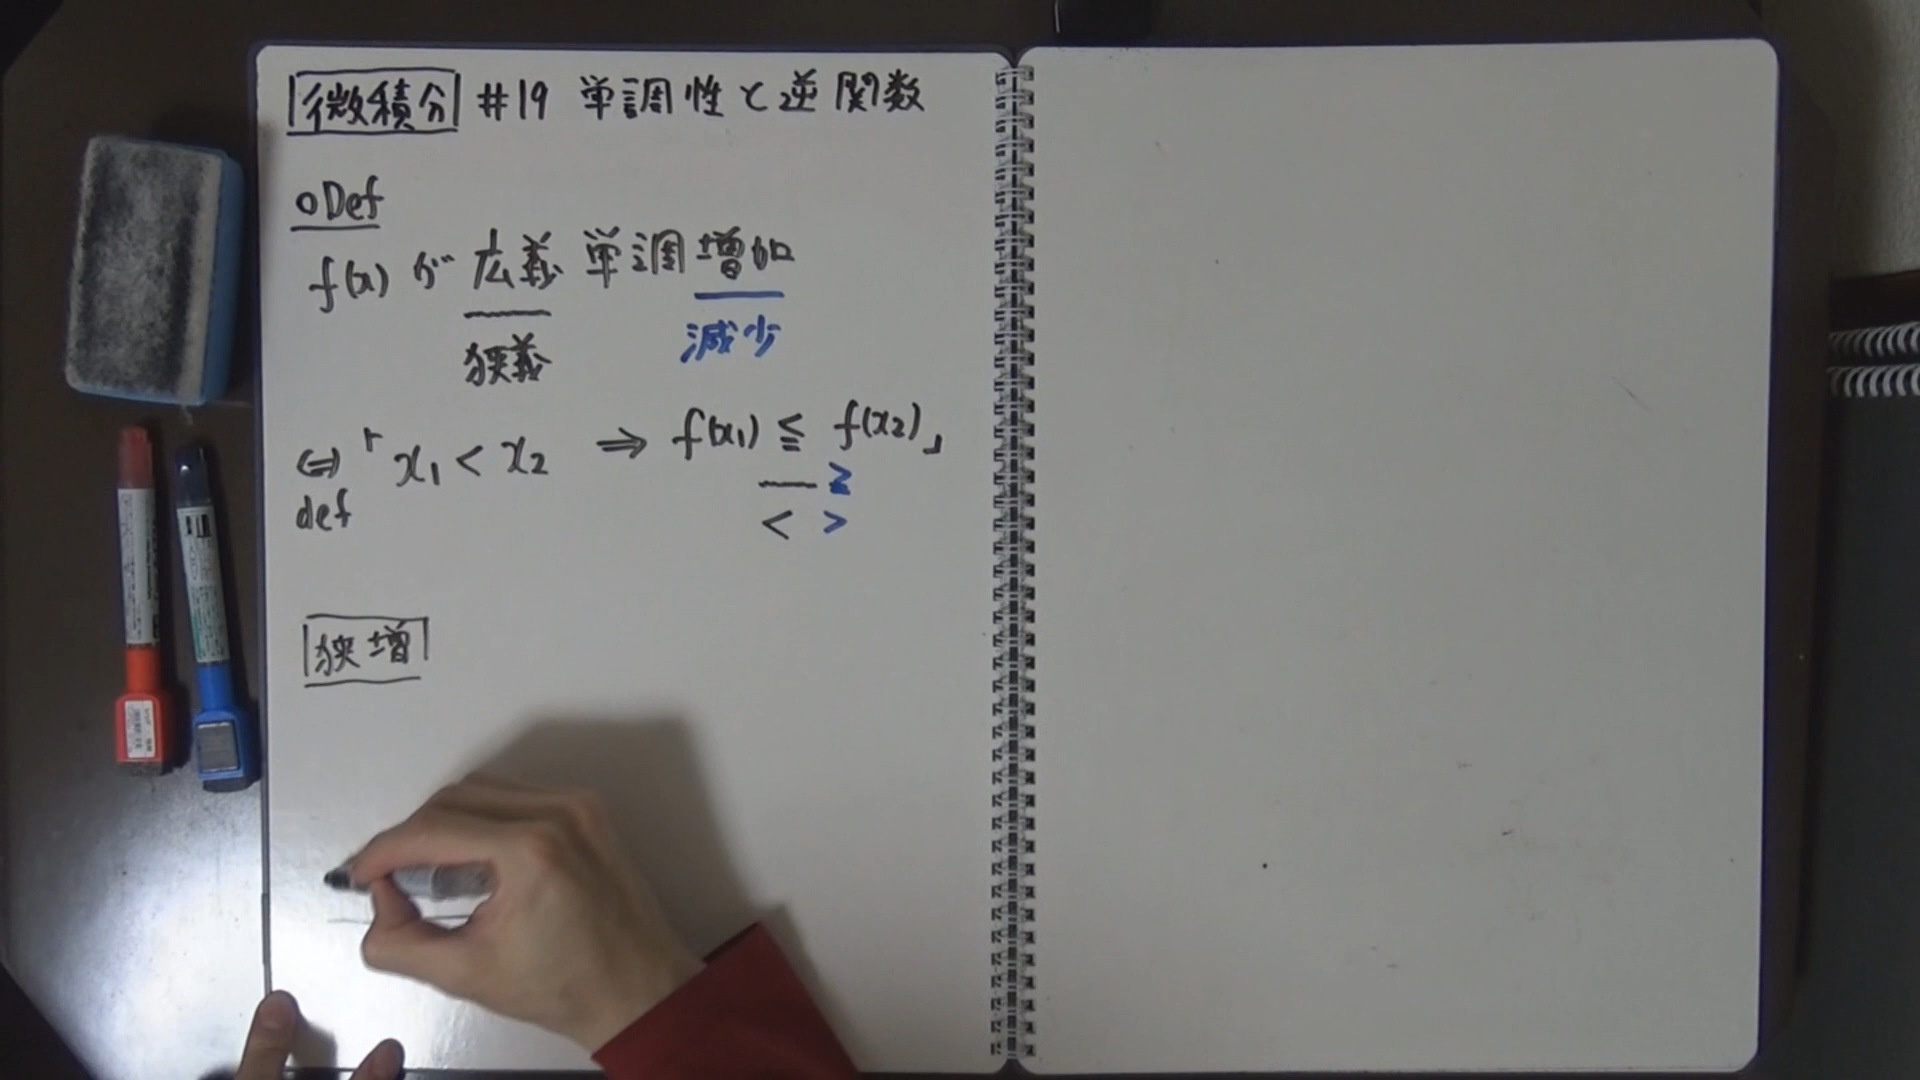 微積分 #19 単調性と逆関数
○Def
f(x) が 広義 単調 増加
狭義 減少
⇔ 「 x₁ < x₂ ⇒ f(x₁) ≦ f(x₂)」
def
≧
< >
狭増